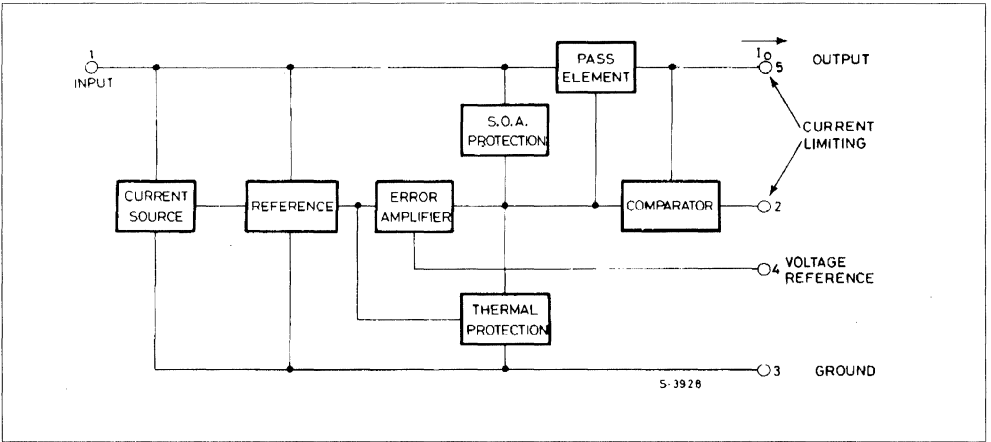 1
INPUT
PASS
ELEMENT
Io
5
OUTPUT
S.O.A.
PROTECTION
CURRENT
LIMITING
CURRENT
SOURCE
REFERENCE
ERROR
AMPLIFIER
COMPARATOR
2
4
VOLTAGE
REFERENCE
THERMAL
PROTECTION
S-3928
3
GROUND